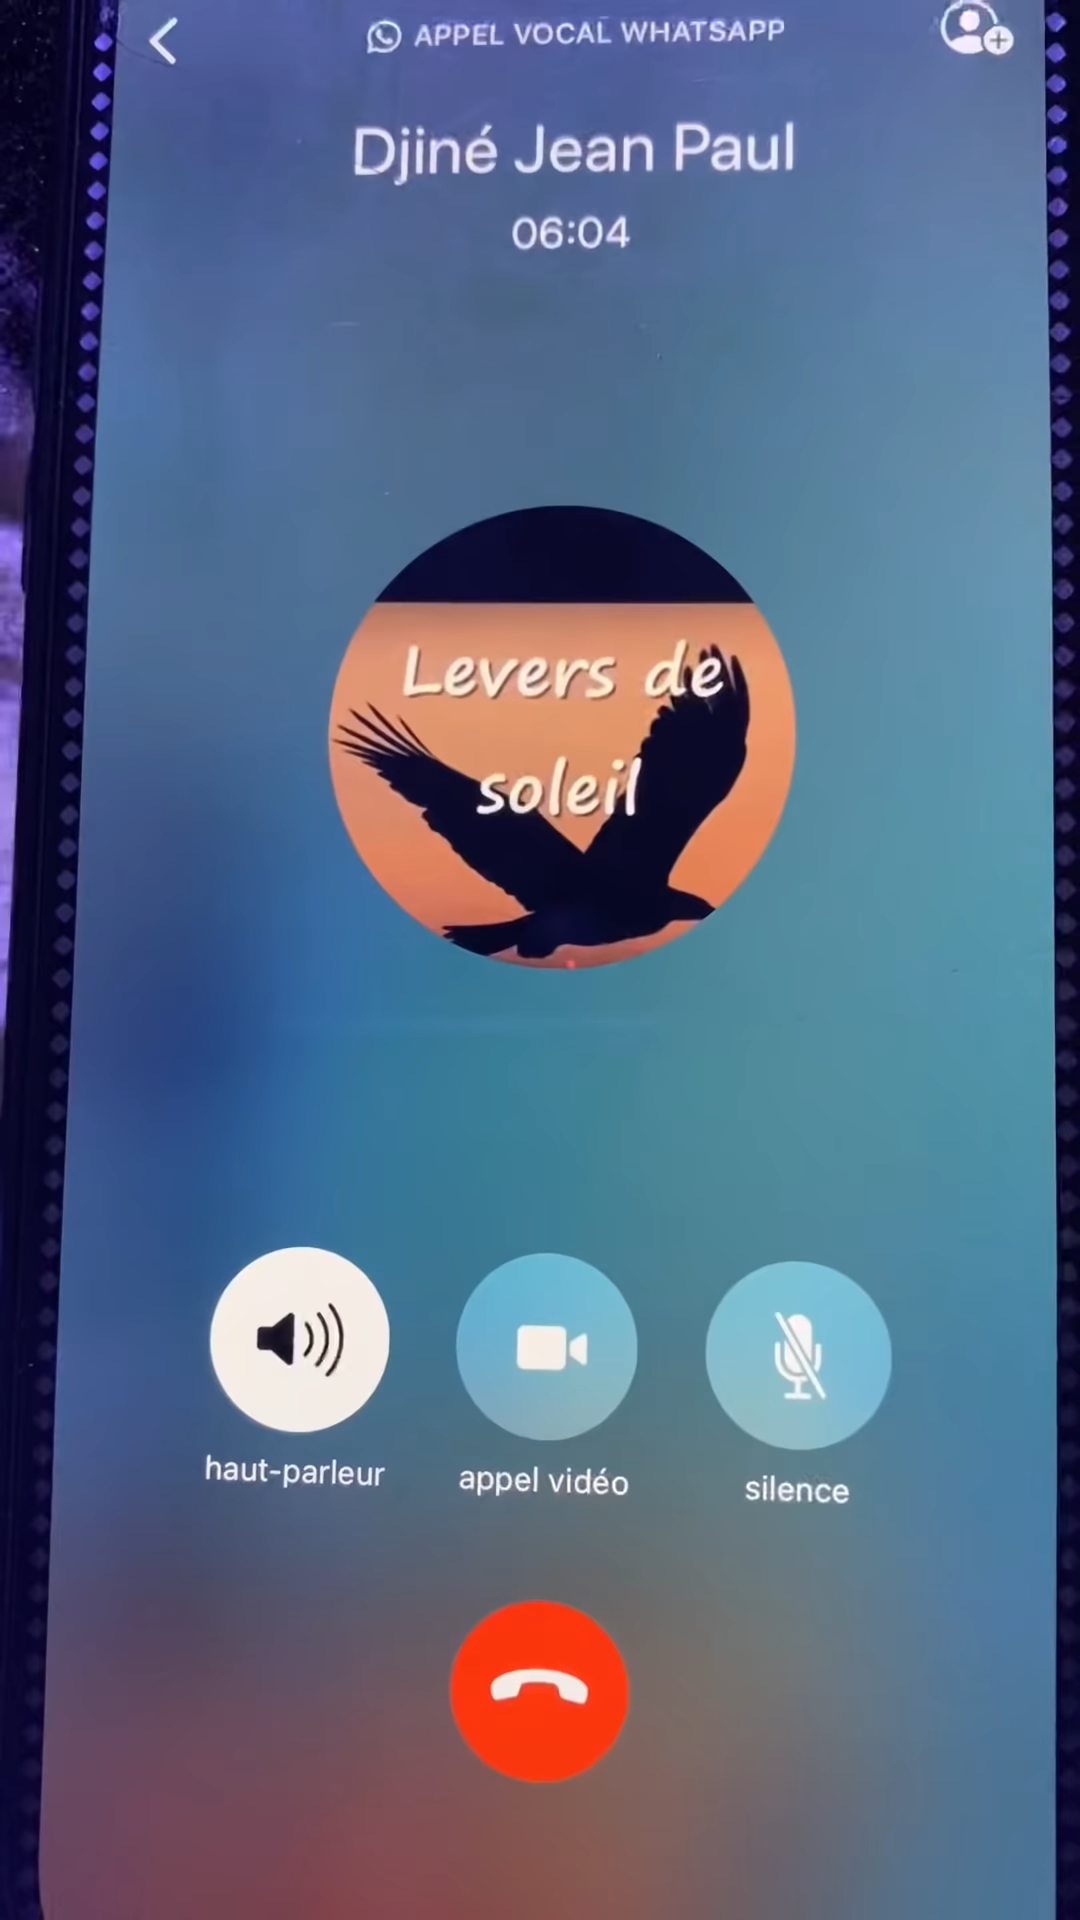 APPEL VOCAL WHATSAPP
Djiné Jean Paul
06:04
Levers de
soleil
haut-parleur
appel vidéo
silence